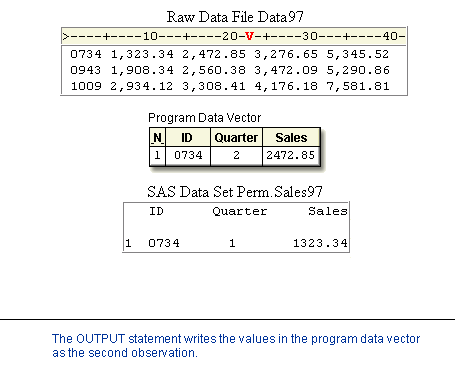 Raw Data File Data97
>----+----10---+----20-V-+----30---+----40-
0734 1,323.34 2,472.85 3,276.65 5,345.52
0943 1,908.34 2,560.38 3,472.09 5,290.86
1009 2,934.12 3,308.41 4,176.18 7,581.81
Program Data Vector
_N_ ID Quarter Sales
1 0734 2 2472.85
SAS Data Set Perm.Sales97
ID Quarter Sales
1 0734 1 1323.34
The OUTPUT statement writes the values in the program data vector
as the second observation.